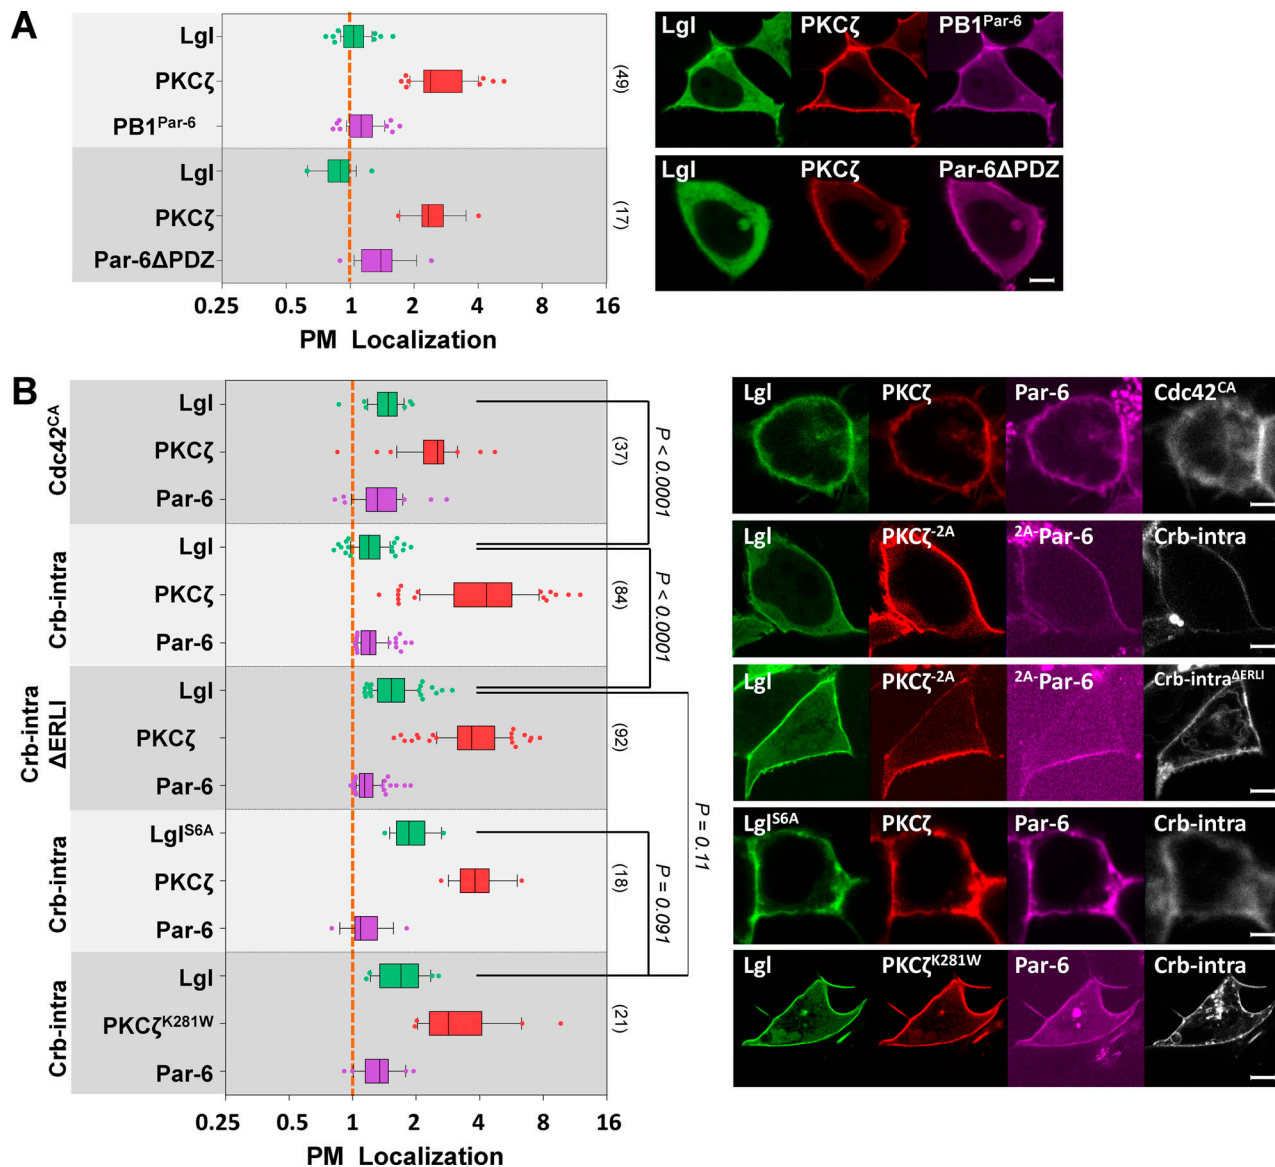 A
Lgl
PKCζ
PB1Par-6
(49)
Lgl
PKCζ
Par-6ΔPDZ
(17)
0.25 0.5 1 2 4 8 16
PM Localization
Lgl PKCζ PB1Par-6
Lgl PKCζ Par-6ΔPDZ
B
Cdc42CA
Lgl
PKCζ
Par-6
(37)
P < 0.0001
Crb-intra
Lgl
PKCζ
Par-6
(84)
P < 0.0001
Crb-intra
ΔERLI
Lgl
PKCζ
Par-6
(92)
P = 0.11
Crb-intra
LglS6A
PKCζ
Par-6
(18)
P = 0.091
Crb-intra
Lgl
PKCζK281W
Par-6
(21)
0.25 0.5 1 2 4 8 16
PM Localization
Lgl PKCζ Par-6 Cdc42CA
Lgl PKCζ-2A 2A-Par-6 Crb-intra
Lgl PKCζ-2A 2A-Par-6 Crb-intraΔERLI
LglS6A PKCζ Par-6 Crb-intra
Lgl PKCζK281W Par-6 Crb-intra